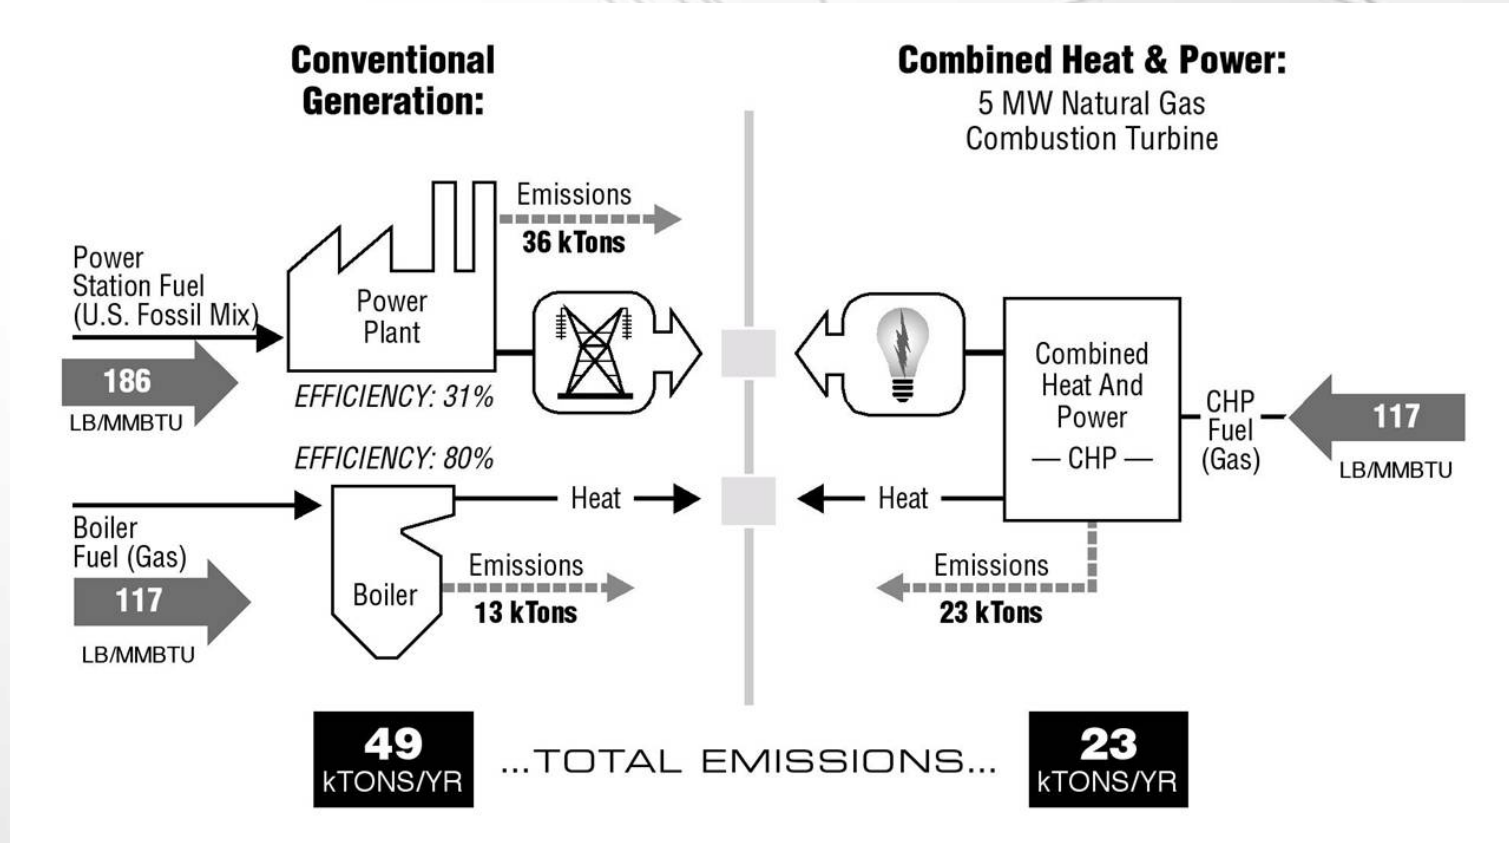 Conventional
Generation:
Emissions
36 kTons
Power
Station Fuel
(U.S. Fossil Mix)
Power
Plant
186
LB/MMBTU
EFFICIENCY: 31%
EFFICIENCY: 80%
Heat
Boiler
Fuel (Gas)
117
LB/MMBTU
Boiler
Emissions
13 kTons
Combined Heat & Power:
5 MW Natural Gas
Combustion Turbine
Combined
Heat And
Power
— CHP —
CHP
Fuel
(Gas)
117
LB/MMBTU
Heat
Emissions
23 kTons
49
kTONS/YR
...TOTAL EMISSIONS...
23
kTONS/YR